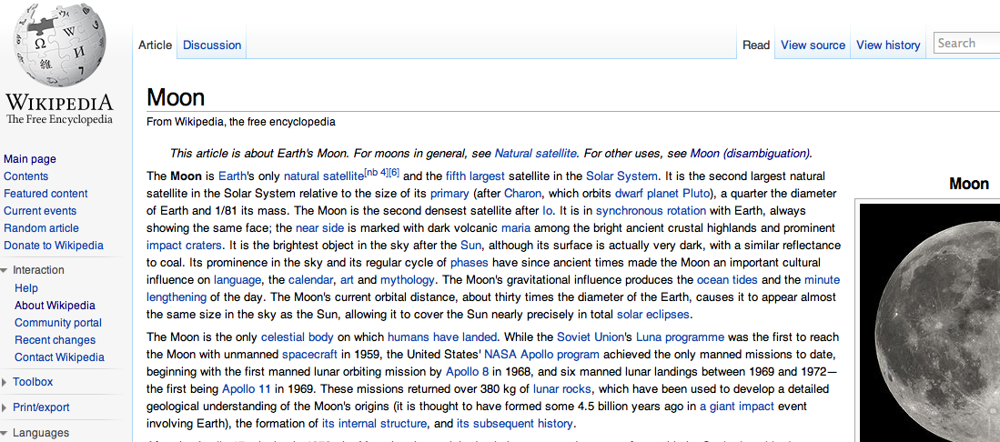 WIKIPEDIA
The Free Encyclopedia
Main page
Contents
Featured content
Current events
Random article
Donate to Wikipedia
Interaction
Help
About Wikipedia
Community portal
Recent changes
Contact Wikipedia
Toolbox
Print/export
Languages
Article Discussion
Read View source View history Search
Moon
From Wikipedia, the free encyclopedia
This article is about Earth's Moon. For moons in general, see Natural satellite. For other uses, see Moon (disambiguation).
The Moon is Earth's only natural satellite[nb 4][6] and the fifth largest satellite in the Solar System. It is the second largest natural
satellite in the Solar System relative to the size of its primary (after Charon, which orbits dwarf planet Pluto), a quarter the diameter
of Earth and 1/81 its mass. The Moon is the second densest satellite after Io. It is in synchronous rotation with Earth, always
showing the same face; the near side is marked with dark volcanic maria among the bright ancient crustal highlands and prominent
impact craters. It is the brightest object in the sky after the Sun, although its surface is actually very dark, with a similar reflectance
to coal. Its prominence in the sky and its regular cycle of phases have since ancient times made the Moon an important cultural
influence on language, the calendar, art and mythology. The Moon's gravitational influence produces the ocean tides and the minute
lengthening of the day. The Moon's current orbital distance, about thirty times the diameter of the Earth, causes it to appear almost
the same size in the sky as the Sun, allowing it to cover the Sun nearly precisely in total solar eclipses.
The Moon is the only celestial body on which humans have landed. While the Soviet Union's Luna programme was the first to reach
the Moon with unmanned spacecraft in 1959, the United States' NASA Apollo program achieved the only manned missions to date,
beginning with the first manned lunar orbiting mission by Apollo 8 in 1968, and six manned lunar landings between 1969 and 1972—
the first being Apollo 11 in 1969. These missions returned over 380 kg of lunar rocks, which have been used to develop a detailed
geological understanding of the Moon's origins (it is thought to have formed some 4.5 billion years ago in a giant impact event
involving Earth), the formation of its internal structure, and its subsequent history.
Moon